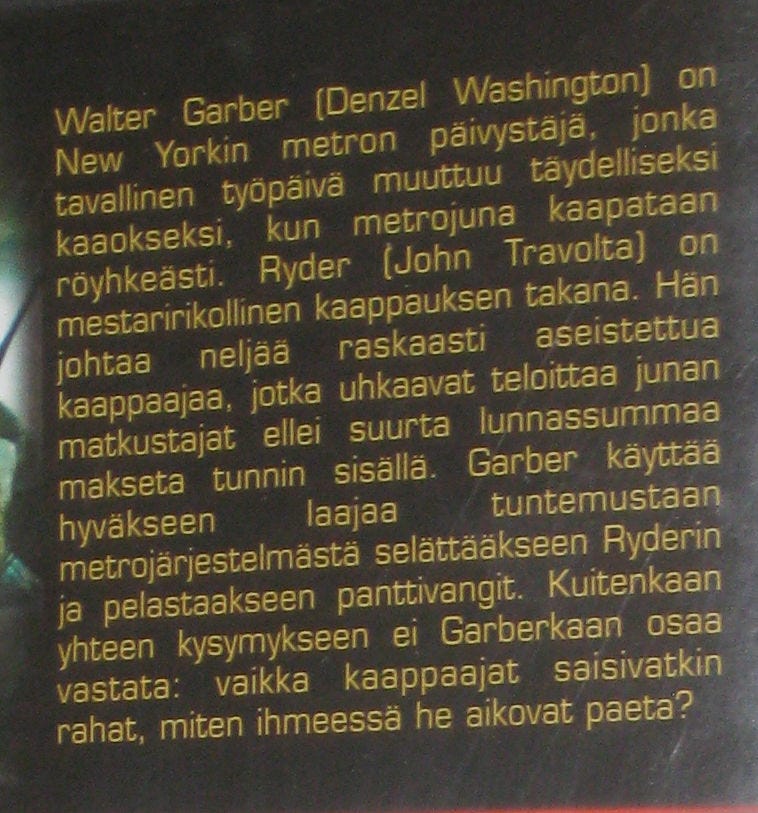 Walter Garber (Denzel Washington) on
New Yorkin metron päivystäjä, jonka
tavallinen työpäivä muuttuu täydelliseksi
kaaokseksi, kun metrojuna kaapataan
röyhkeästi. Ryder (John Travolta) on
mestaririkollinen kaappauksen takana. Hän
johtaa neljää raskaasti aseistettua
kaappaajaa, jotka uhkaavat teloittaa junan
matkustajat ellei suurta lunnassummaa
makseta tunnin sisällä. Garber käyttää
hyväkseen laajaa tuntemustaan
metrojärjestelmästä selättääkseen Ryderin
ja pelastaakseen panttivangit. Kuitenkaan
yhteen kysymykseen ei Garberkaan osaa
vastata: vaikka kaappaajat saisivatkin
rahat, miten ihmeessä he aikovat paeta?